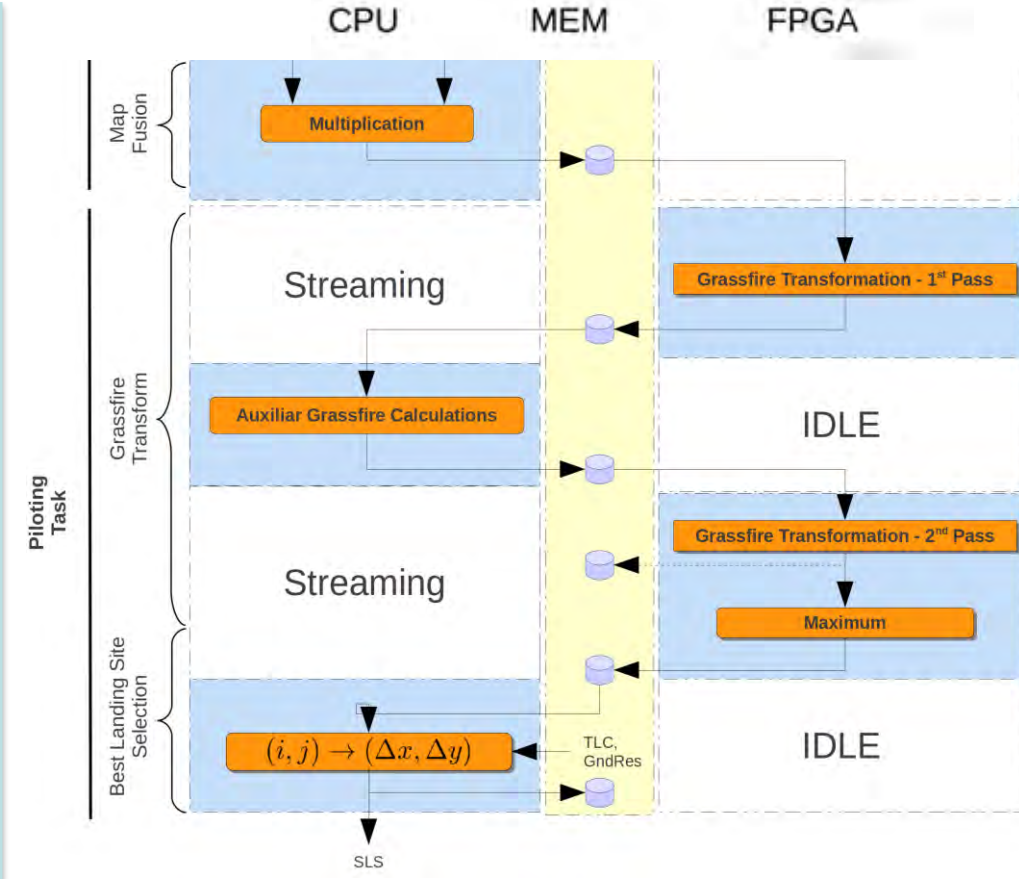 CPU MEM FPGA
Map
Fusion
Multiplication
Streaming
Grassfire Transformation - 1st Pass
Grassfire
Transform
Auxiliar Grassfire Calculations
IDLE
Piloting
Task
Grassfire Transformation - 2nd Pass
Streaming
Maximum
Best Landing Site
Selection
(i, j) → (Δx, Δy)
TLC,
GndRes
IDLE
SLS